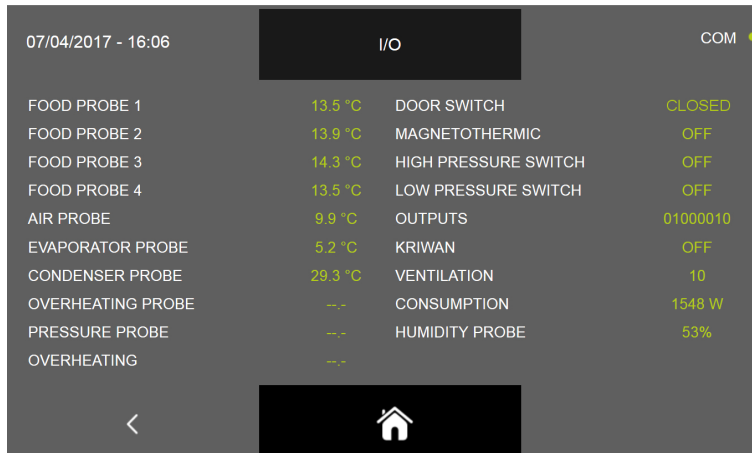 07/04/2017 - 16:06 I/O COM
FOOD PROBE 1 13.5 °C DOOR SWITCH CLOSED
FOOD PROBE 2 13.9 °C MAGNETOTHERMIC OFF
FOOD PROBE 3 14.3 °C HIGH PRESSURE SWITCH OFF
FOOD PROBE 4 13.5 °C LOW PRESSURE SWITCH OFF
AIR PROBE 9.9 °C OUTPUTS 01000010
EVAPORATOR PROBE 5.2 °C KRIWAN OFF
CONDENSER PROBE 29.3 °C VENTILATION 10
OVERHEATING PROBE --.- CONSUMPTION 1548 W
PRESSURE PROBE --.- HUMIDITY PROBE 53%
OVERHEATING --.-